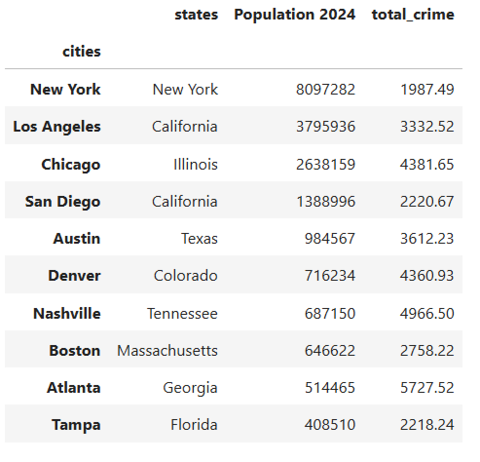 states Population 2024 total_crime
cities
New York New York 8097282 1987.49
Los Angeles California 3795936 3332.52
Chicago Illinois 2638159 4381.65
San Diego California 1388996 2220.67
Austin Texas 984567 3612.23
Denver Colorado 716234 4360.93
Nashville Tennessee 687150 4966.50
Boston Massachusetts 646622 2758.22
Atlanta Georgia 514465 5727.52
Tampa Florida 408510 2218.24